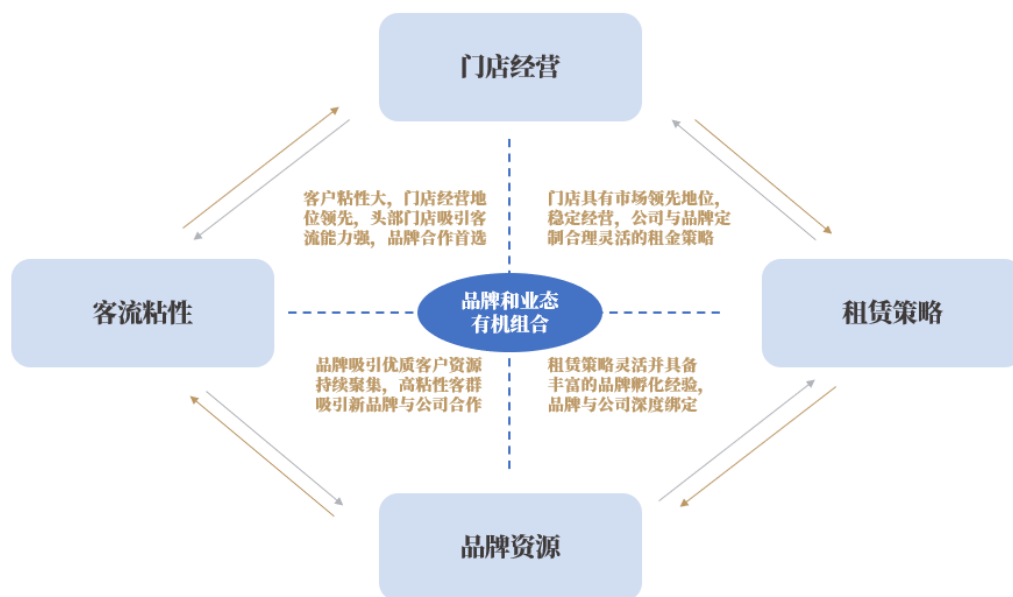 门店经营
客户粘性大，门店经营地
位领先，头部门店吸引客
流能力强，品牌合作首选
门店具有市场领先地位，
稳定经营，公司与品牌定
制合理灵活的租金策略
客流粘性
品牌和业态
有机组合
租赁策略
品牌吸引优质客户资源
持续聚集，高粘性客群
吸引新品牌与公司合作
租赁策略灵活并具备
丰富的品牌孵化经验，
品牌与公司深度绑定
品牌资源